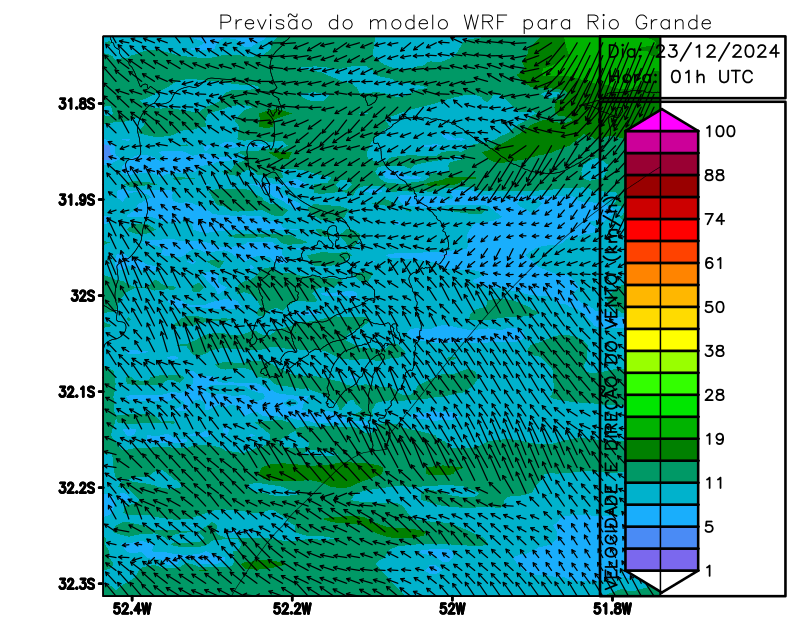 Previsão do modelo WRF para Rio Grande
Dia: 23/12/2024
Hora: 01h UTC
31.8S
31.9S
32S
32.1S
32.2S
32.3S
52.4W
52.2W
52W
51.8W
VELOCIDADE E DIREÇÃO DO VENTO (km/h)
100
88
74
61
50
38
28
19
11
5
1